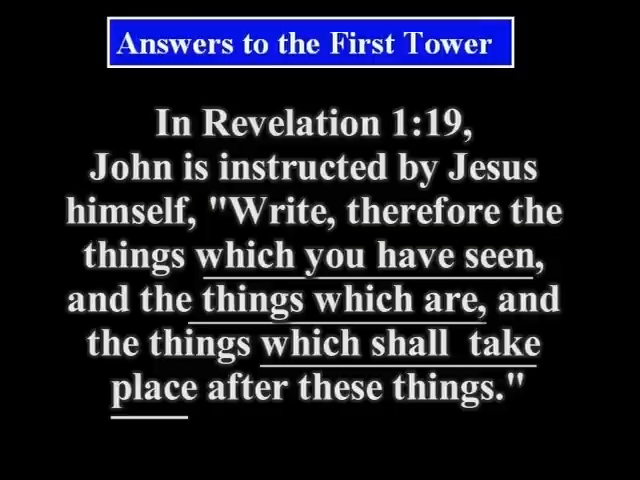 Answers to the First Tower
In Revelation 1:19,
John is instructed by Jesus
himself, "Write, therefore the
things which you have seen,
and the things which are, and
the things which shall take
place after these things."